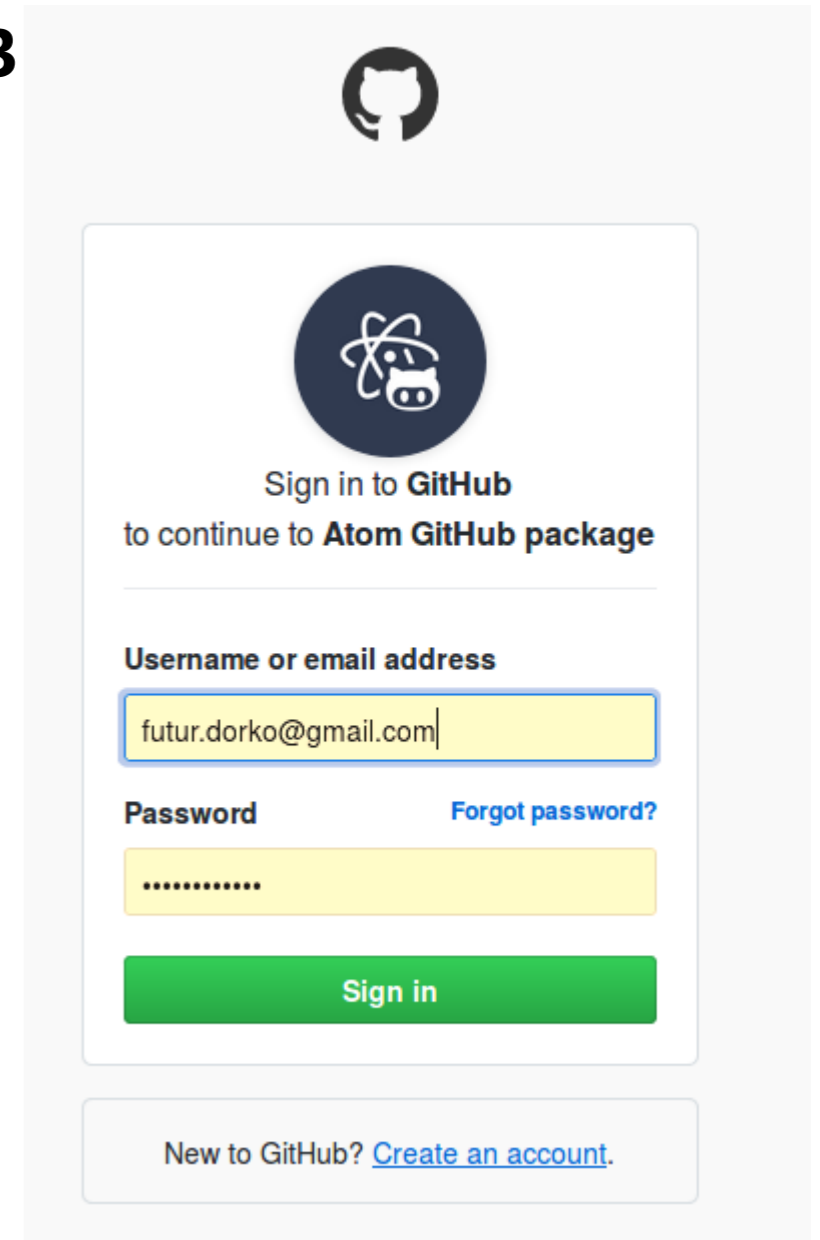 Sign in to GitHub
to continue to Atom GitHub package
Username or email address
futur.dorko@gmail.com
Password Forgot password?
••••••••••••
Sign in
New to GitHub? Create an account.